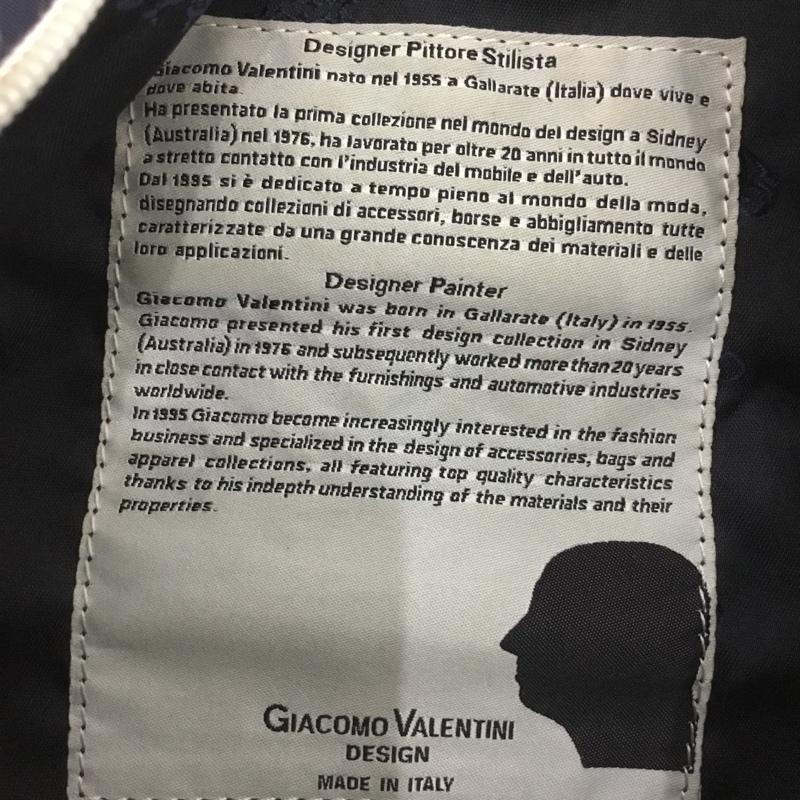 Designer Pittore Stilista
Giacomo Valentini nato nel 1955 a Gallarate (Italia) dove vive e
dove abita.
Ha presentato la prima collezione nel mondo del design a Sidney
(Australia) nel 1976, ha lavorato per oltre 20 anni in tutto il mondo
a stretto contatto con l'industria del mobile e dell'auto.
Dal 1995 si è dedicato a tempo pieno al mondo della moda,
disegnando collezioni di accessori, borse e abbigliamento tutte
caratterizzate da una grande conoscenza dei materiali e delle
loro applicazioni.
Designer Painter
Giacomo Valentini was born in Gallarate (Italy) in 1955.
Giacomo presented his first design collection in Sidney
(Australia) in 1976 and subsequently worked more than 20 years
in close contact with the furnishings and automotive industries
worldwide.
In 1995 Giacomo become increasingly interested in the fashion
business and specialized in the design of accessories, bags and
apparel collections, all featuring top quality characteristics
thanks to his indepth understanding of the materials and their
properties.
GIACOMO VALENTINI
DESIGN
MADE IN ITALY